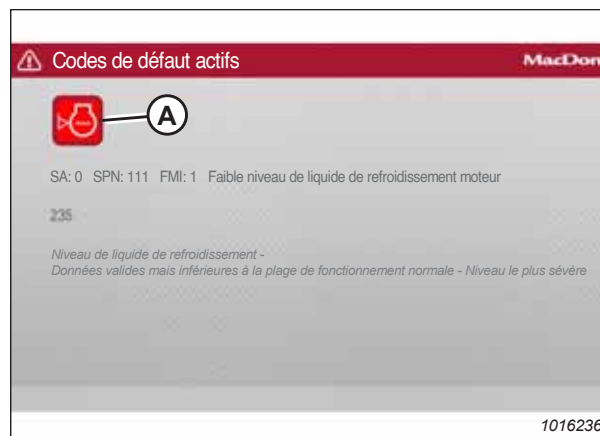 Codes de défaut actifs
MacDon
A
SA: 0 SPN: 111 FMI: 1 Faible niveau de liquide de refroidissement moteur
235
Niveau de liquide de refroidissement -
Données valides mais inférieures à la plage de fonctionnement normale - Niveau le plus sévère
1016236